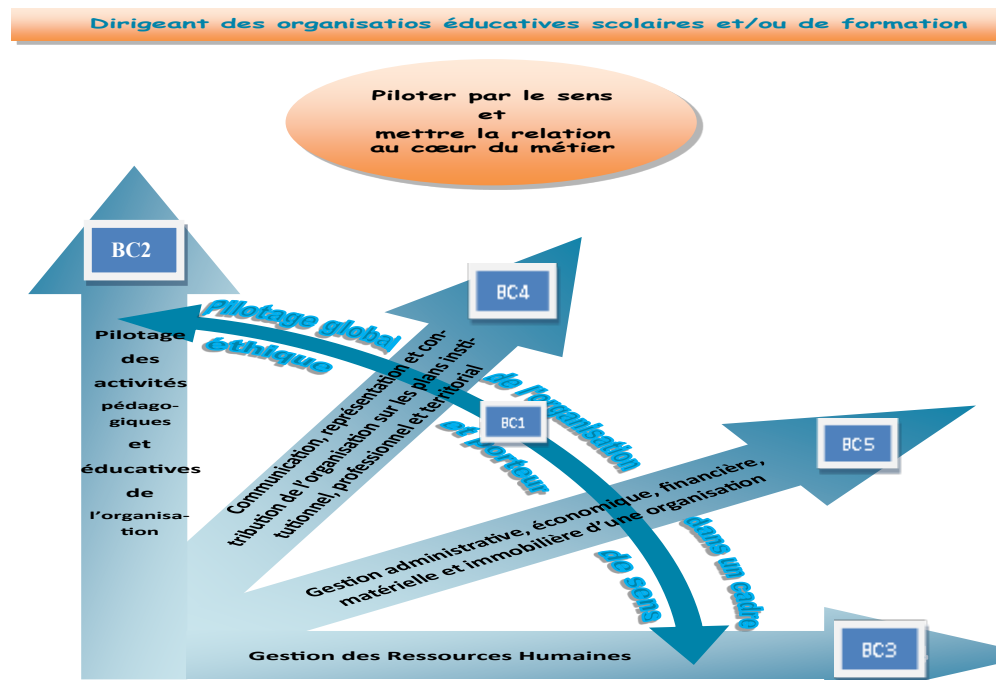 Dirigeant des organisatios éducatives scolaires et/ou de formation
Piloter par le sens
et
mettre la relation
au cœur du métier
BC2
Pilotage
des
activités
pédago-
giques
et
éducatives
de
l'organisa-
tion
BC4
Communication, représentation et con-
tribution de l'organisation sur les plans insti-
tutionnel, professionnel et territorial
Pilotage global
de l'organisation
dans un cadre
éthique
et porteur
de sens
BC1
BC5
Gestion administrative, économique, financière,
matérielle et immobilière d'une organisation
BC3
Gestion des Ressources Humaines